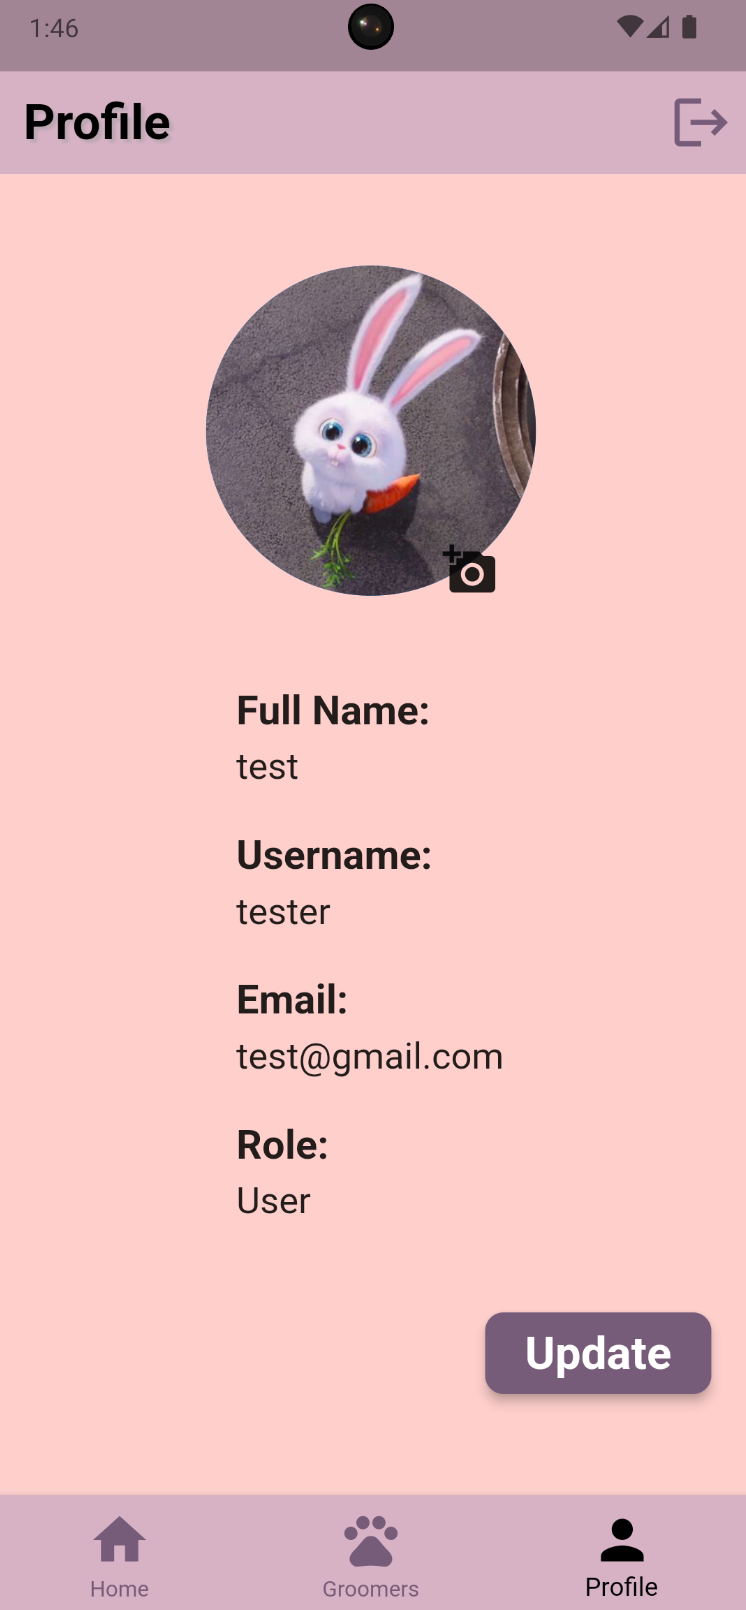 1:46
Profile
Full Name:
test
Username:
tester
Email:
test@gmail.com
Role:
User
Update
Home
Groomers
Profile